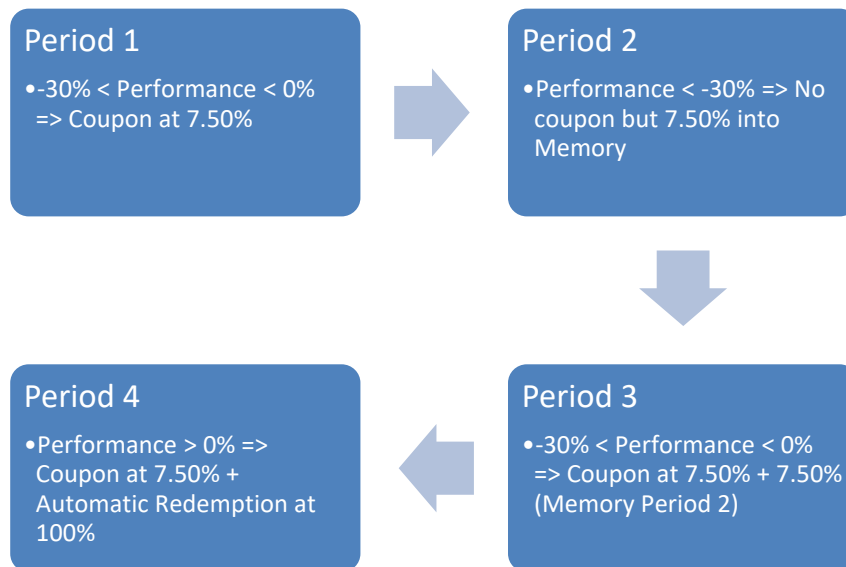 Period 1
•-30% < Performance < 0%
=> Coupon at 7.50%
Period 2
•Performance < -30% => No
coupon but 7.50% into
Memory
Period 3
•-30% < Performance < 0%
=> Coupon at 7.50% + 7.50%
(Memory Period 2)
Period 4
•Performance > 0% =>
Coupon at 7.50% +
Automatic Redemption at
100%